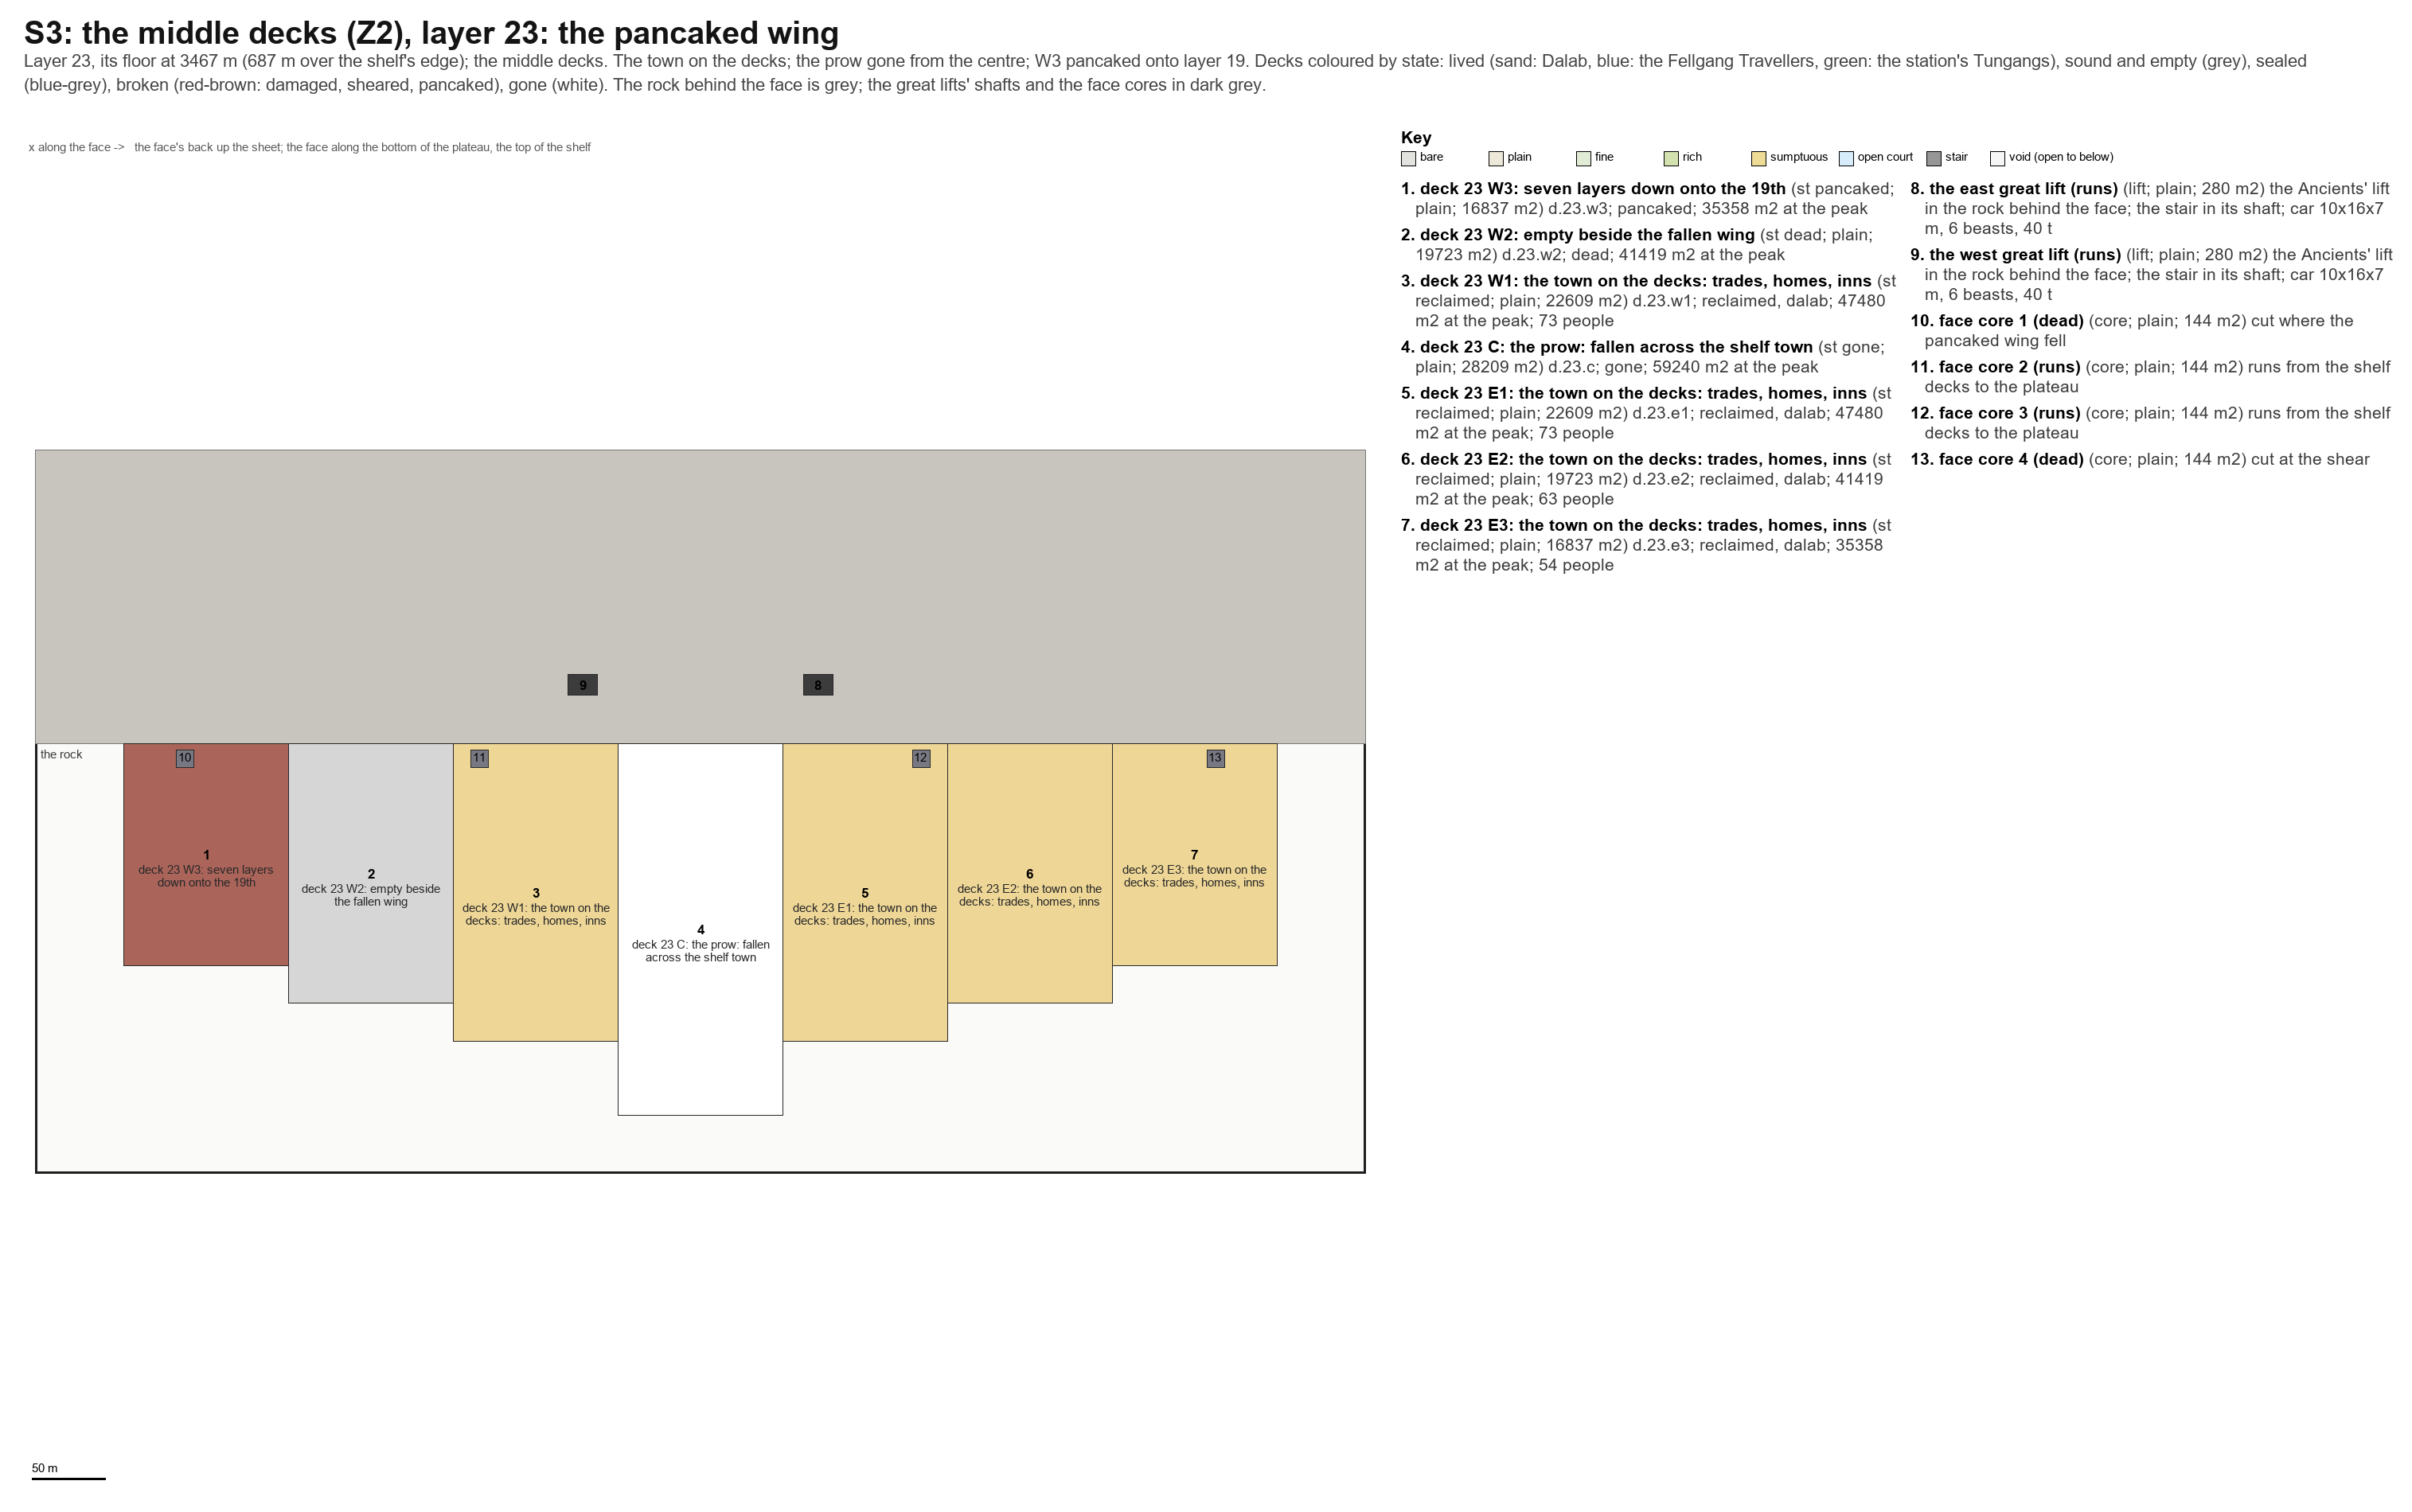 S3: the middle decks (Z2), layer 23: the pancaked wing
Layer 23, its floor at 3467 m (687 m over the shelf's edge); the middle decks. The town on the decks; the prow gone from the centre; W3 pancaked onto layer 19. Decks coloured by state: lived (sand: Dalab, blue: the Fellgang Travellers, green: the station's Tungangs), sound and empty (grey), sealed
(blue-grey), broken (red-brown: damaged, sheared, pancaked), gone (white). The rock behind the face is grey; the great lifts' shafts and the face cores in dark grey.
x along the face -> the face's back up the sheet; the face along the bottom of the plateau, the top of the shelf
9
8
the rock
10
11
12
13
1
deck 23 W3: seven layers
down onto the 19th
2
deck 23 W2: empty beside
the fallen wing
3
deck 23 W1: the town on the
decks: trades, homes, inns
4
deck 23 C: the prow: fallen
across the shelf town
5
deck 23 E1: the town on the
decks: trades, homes, inns
6
deck 23 E2: the town on the
decks: trades, homes, inns
7
deck 23 E3: the town on the
decks: trades, homes, inns
50 m
Key
bare plain fine rich sumptuous open court stair void (open to below)
1. deck 23 W3: seven layers down onto the 19th (st pancaked;
plain; 16837 m2) d.23.w3; pancaked; 35358 m2 at the peak
2. deck 23 W2: empty beside the fallen wing (st dead; plain;
19723 m2) d.23.w2; dead; 41419 m2 at the peak
3. deck 23 W1: the town on the decks: trades, homes, inns (st
reclaimed; plain; 22609 m2) d.23.w1; reclaimed, dalab; 47480
m2 at the peak; 73 people
4. deck 23 C: the prow: fallen across the shelf town (st gone;
plain; 28209 m2) d.23.c; gone; 59240 m2 at the peak
5. deck 23 E1: the town on the decks: trades, homes, inns (st
reclaimed; plain; 22609 m2) d.23.e1; reclaimed, dalab; 47480
m2 at the peak; 73 people
6. deck 23 E2: the town on the decks: trades, homes, inns (st
reclaimed; plain; 19723 m2) d.23.e2; reclaimed, dalab; 41419
m2 at the peak; 63 people
7. deck 23 E3: the town on the decks: trades, homes, inns (st
reclaimed; plain; 16837 m2) d.23.e3; reclaimed, dalab; 35358
m2 at the peak; 54 people
8. the east great lift (runs) (lift; plain; 280 m2) the Ancients' lift
in the rock behind the face; the stair in its shaft; car 10x16x7
m, 6 beasts, 40 t
9. the west great lift (runs) (lift; plain; 280 m2) the Ancients' lift
in the rock behind the face; the stair in its shaft; car 10x16x7
m, 6 beasts, 40 t
10. face core 1 (dead) (core; plain; 144 m2) cut where the
pancaked wing fell
11. face core 2 (runs) (core; plain; 144 m2) runs from the shelf
decks to the plateau
12. face core 3 (runs) (core; plain; 144 m2) runs from the shelf
decks to the plateau
13. face core 4 (dead) (core; plain; 144 m2) cut at the shear